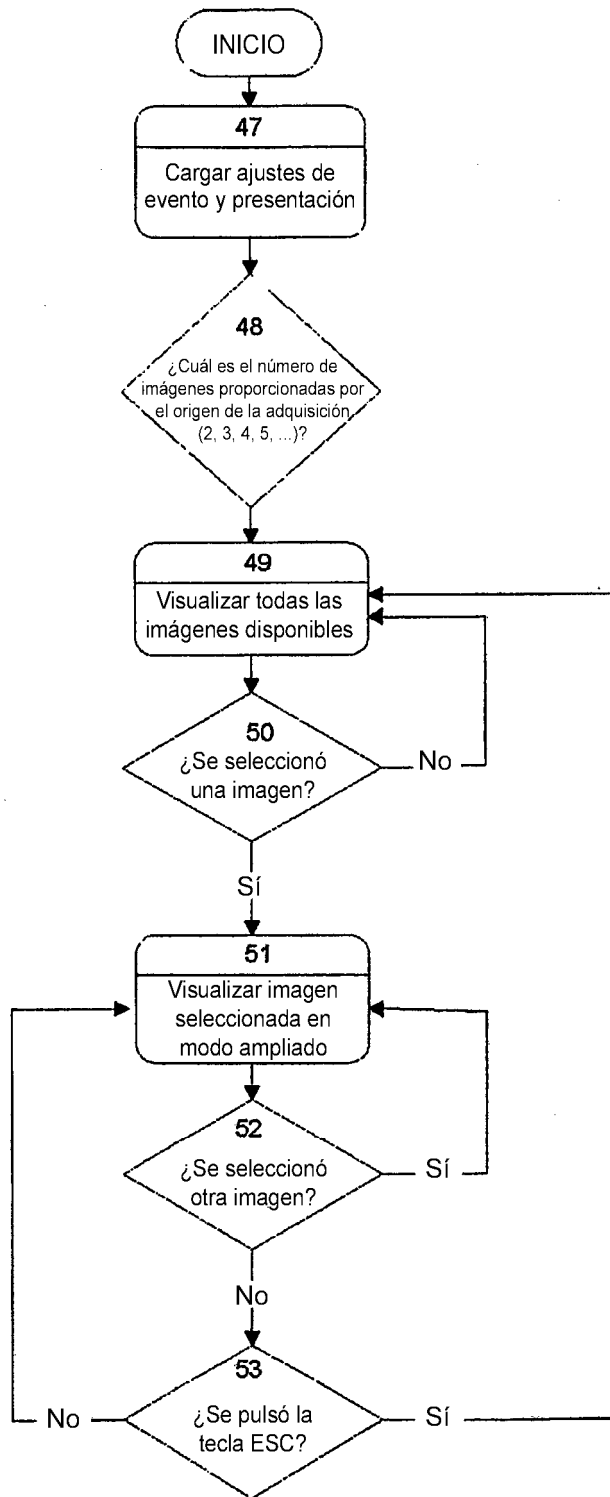 INICIO
47
Cargar ajustes de
evento y presentación
48
¿Cuál es el número de
imágenes proporcionadas por
el origen de la adquisición
(2, 3, 4, 5, ...)?
49
Visualizar todas las
imágenes disponibles
50
¿Se seleccionó
una imagen?
No
Sí
51
Visualizar imagen
seleccionada en
modo ampliado
52
¿Se seleccionó
otra imagen?
Sí
No
53
¿Se pulsó la
tecla ESC?
No
Sí